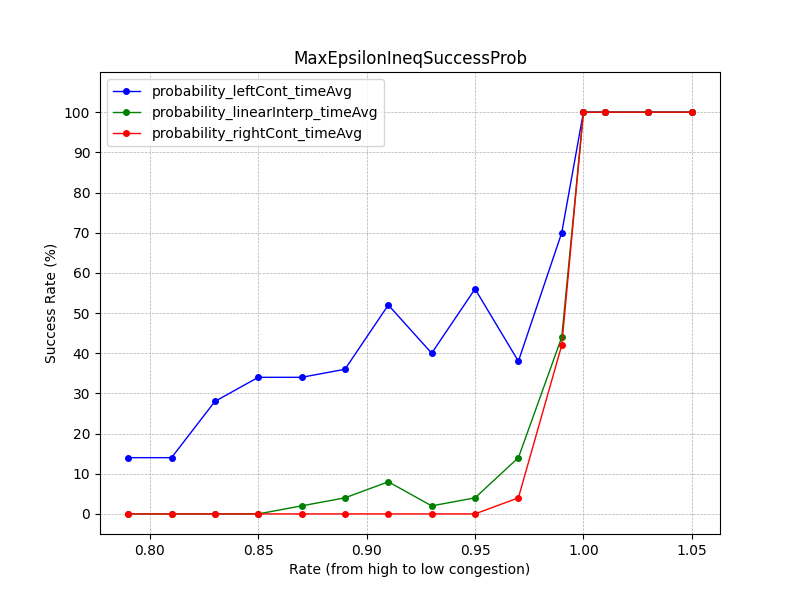 MaxEpsilonIneqSuccessProb
probability_leftCont_timeAvg
probability_linearInterp_timeAvg
probability_rightCont_timeAvg
Success Rate (%)
100
90
80
70
60
50
40
30
20
10
0
0.80 0.85 0.90 0.95 1.00 1.05
Rate (from high to low congestion)